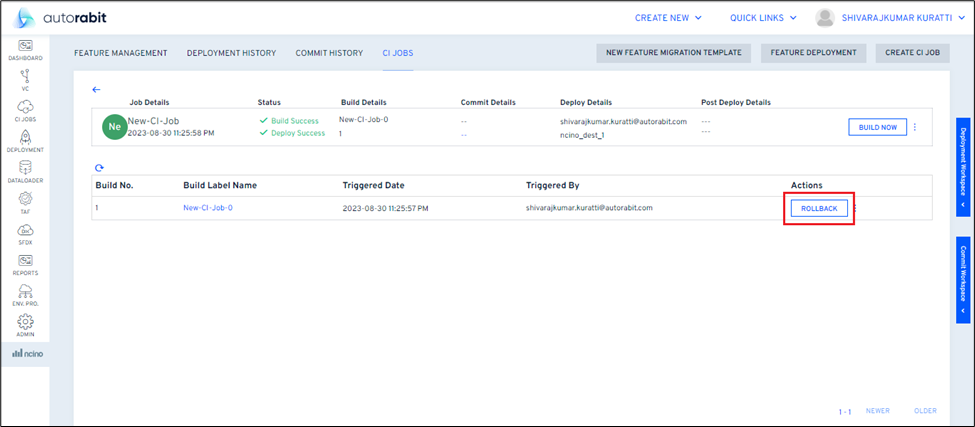 autorabit
CREATE NEW QUICK LINKS SHIVARAJKUMAR KURATTI
DASHBOARD
VC
CI JOBS
DEPLOYMENT
DATALOADER
TAF
SFDX
REPORTS
ENV. PRO.
ADMIN
ncino
FEATURE MANAGEMENT DEPLOYMENT HISTORY COMMIT HISTORY CI JOBS
NEW FEATURE MIGRATION TEMPLATE FEATURE DEPLOYMENT CREATE CI JOB
Job Details Status Build Details Commit Details Deploy Details Post Deploy Details
Ne New-CI-Job Build Success New-CI-Job-0 -- shivarajkumar.kuratti@autorabit.com ---
2023-08-30 11:25:58 PM Deploy Success 1 -- ncino_dest_1 ---
BUILD NOW
Build No. Build Label Name Triggered Date Triggered By Actions
1 New-CI-Job-0 2023-08-30 11:25:57 PM shivarajkumar.kuratti@autorabit.com ROLLBACK
Deployment Workspace
Commit Workspace
1 - 1 NEWER OLDER